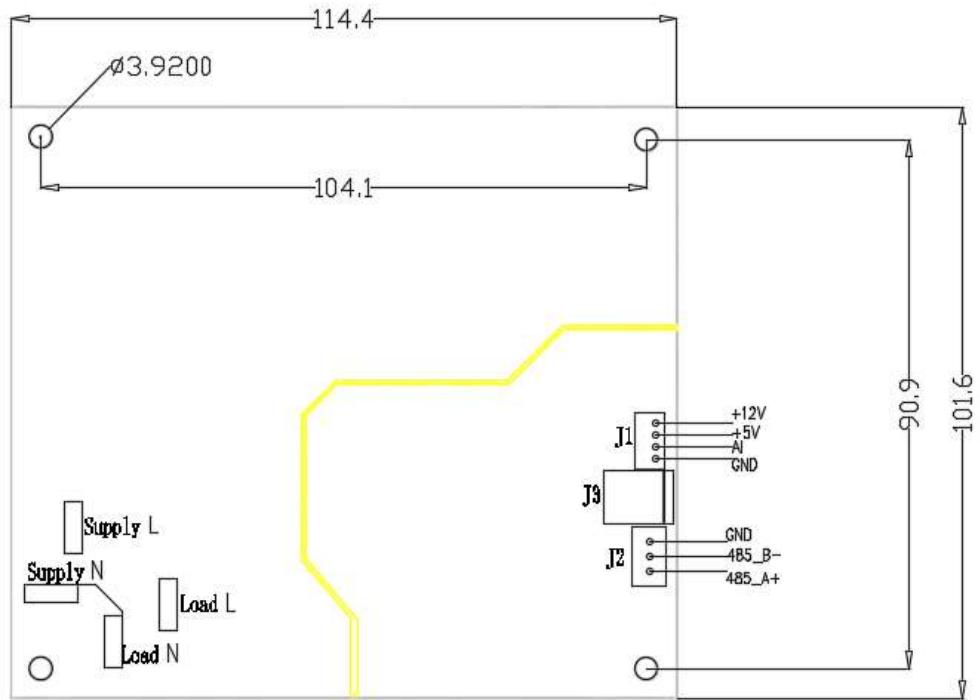 114.4
ø3.9200
104.1
90.9
101.6
J1
+12V
+5V
AI
GND
J3
J2
GND
485_B-
485_A+
Supply L
Supply N
Load L
Load N